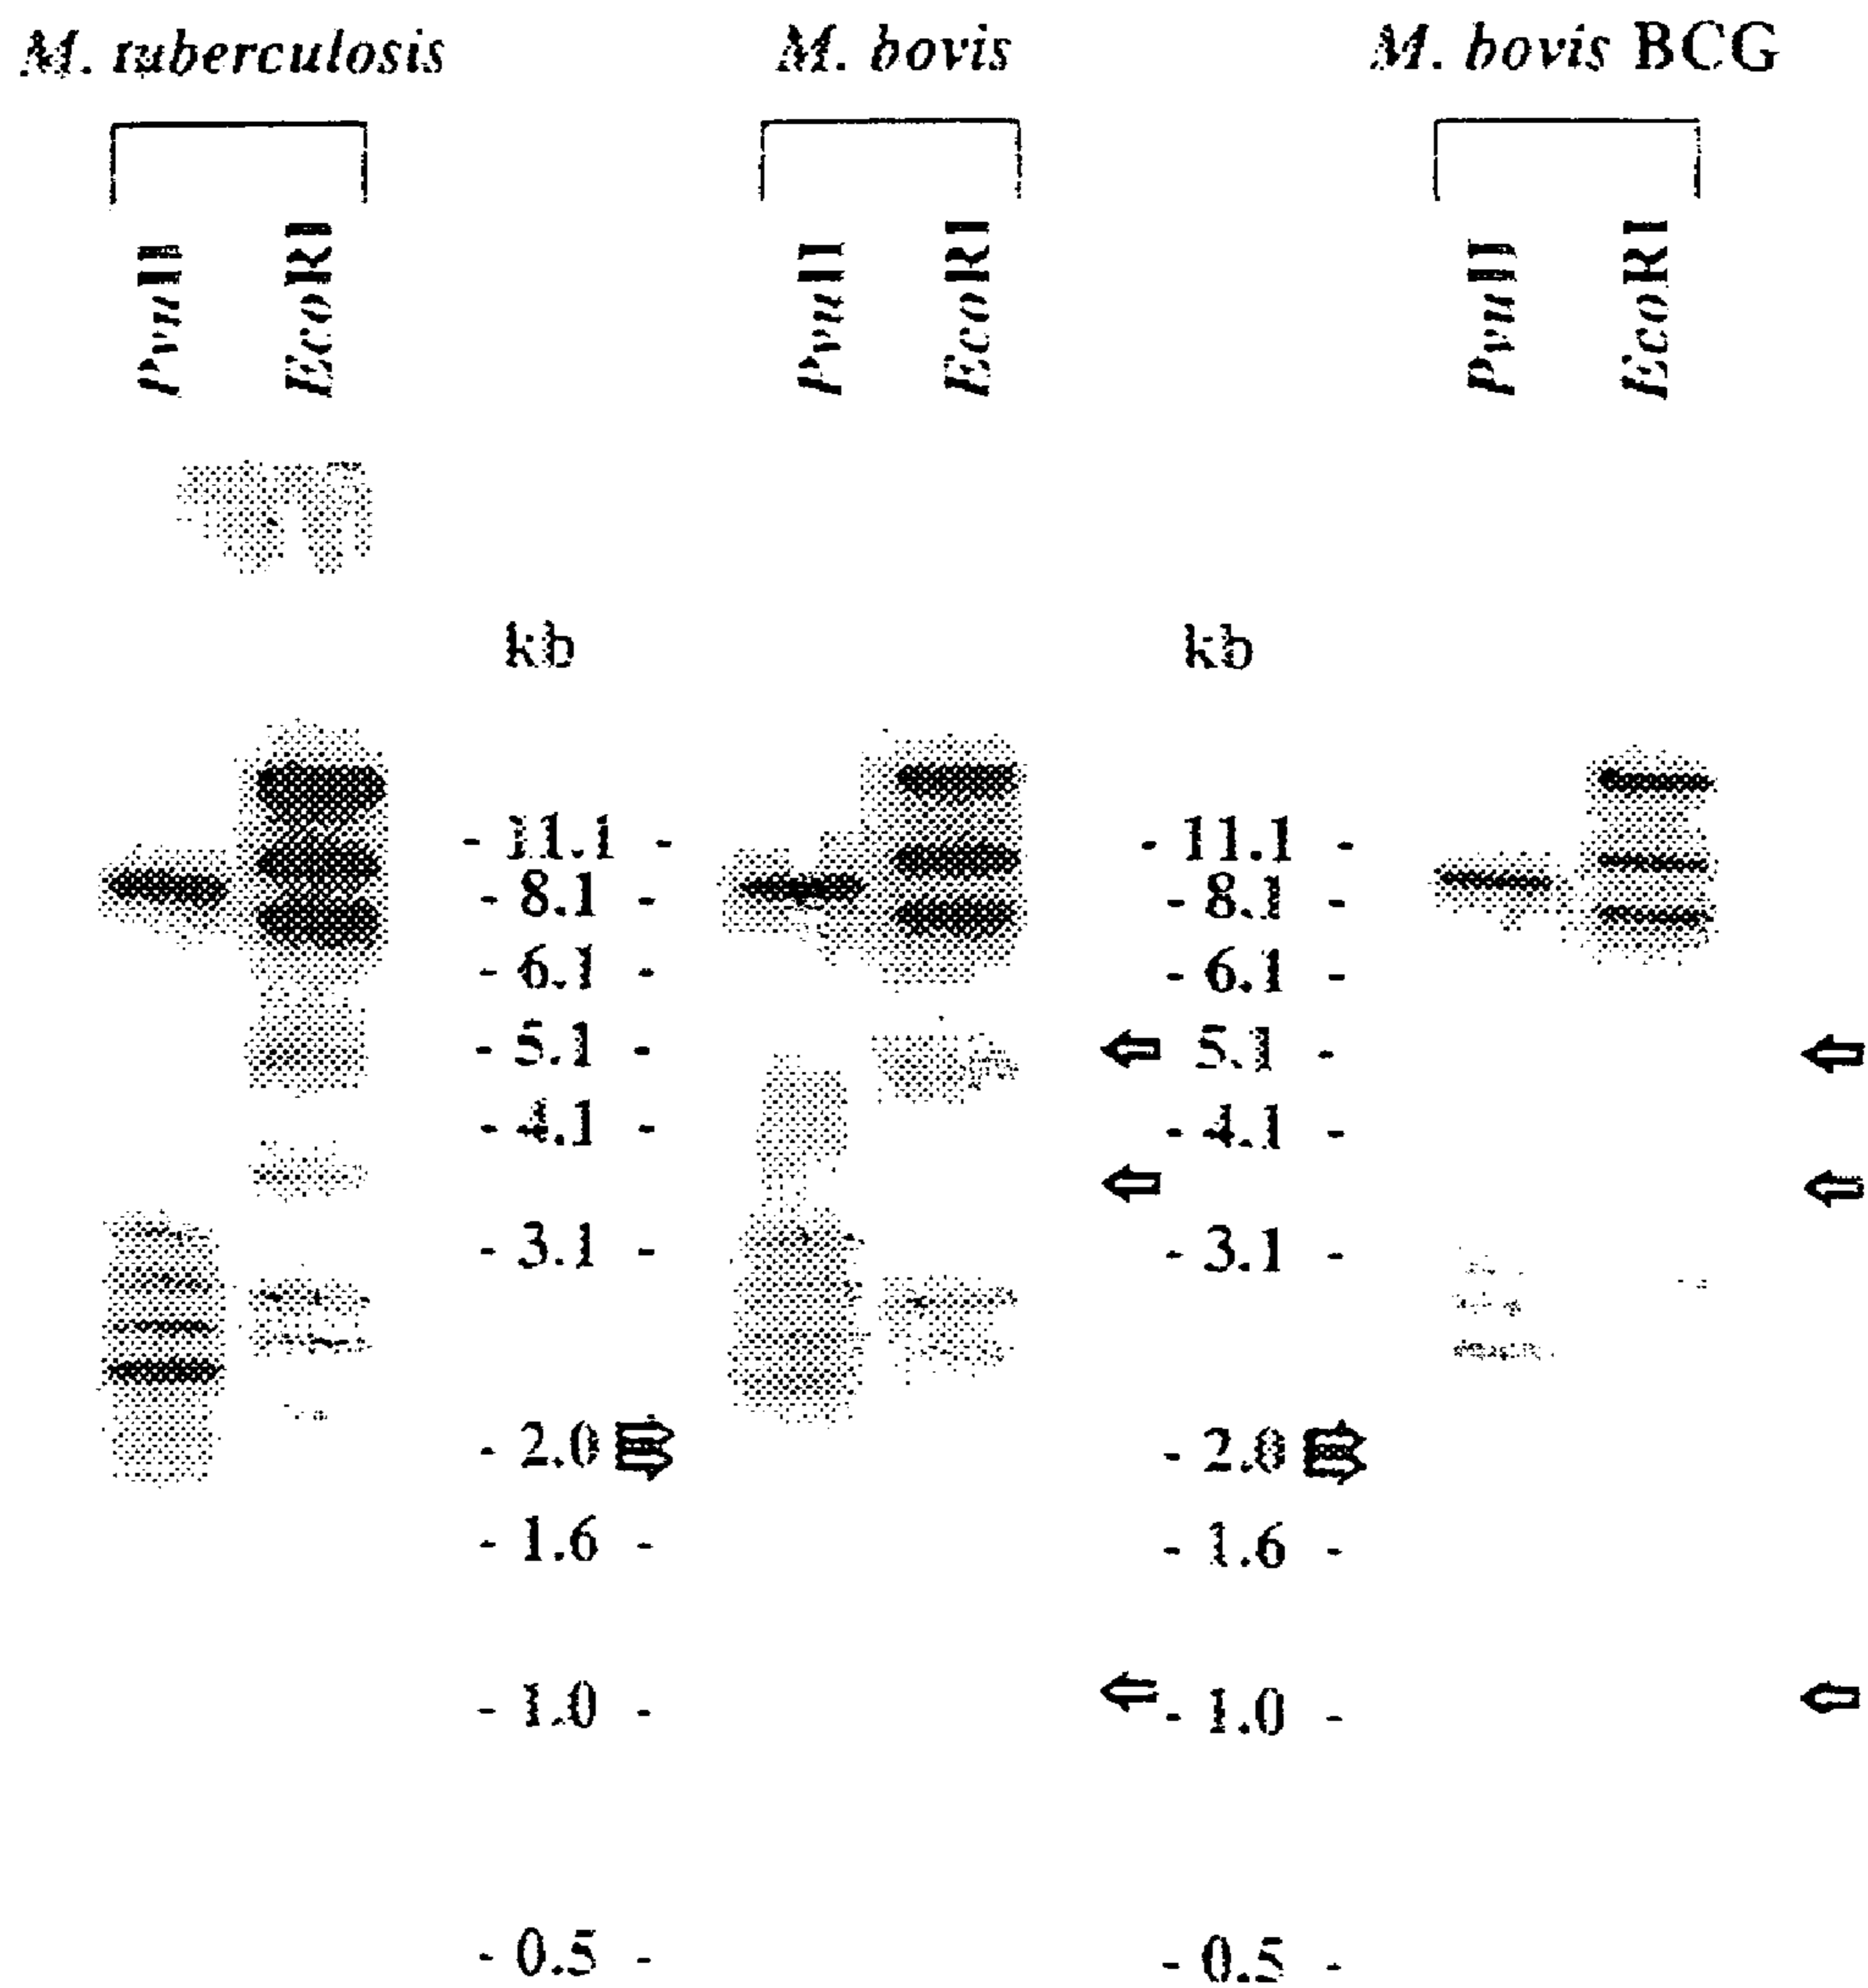 M. tuberculosis M. bovis M. bovis BCG
PvuII EcoRI PvuII EcoRI PvuII EcoRI
kb kb
- 11.1 - - 11.1 -
- 8.1 - - 8.1 -
- 6.1 - - 6.1 -
- 5.1 - 5.1 -
- 4.1 - - 4.1 -
- 3.1 - - 3.1 -
- 2.0 - 2.0
- 1.6 - - 1.6 -
- 1.0 - - 1.0 -
- 0.5 - - 0.5 -